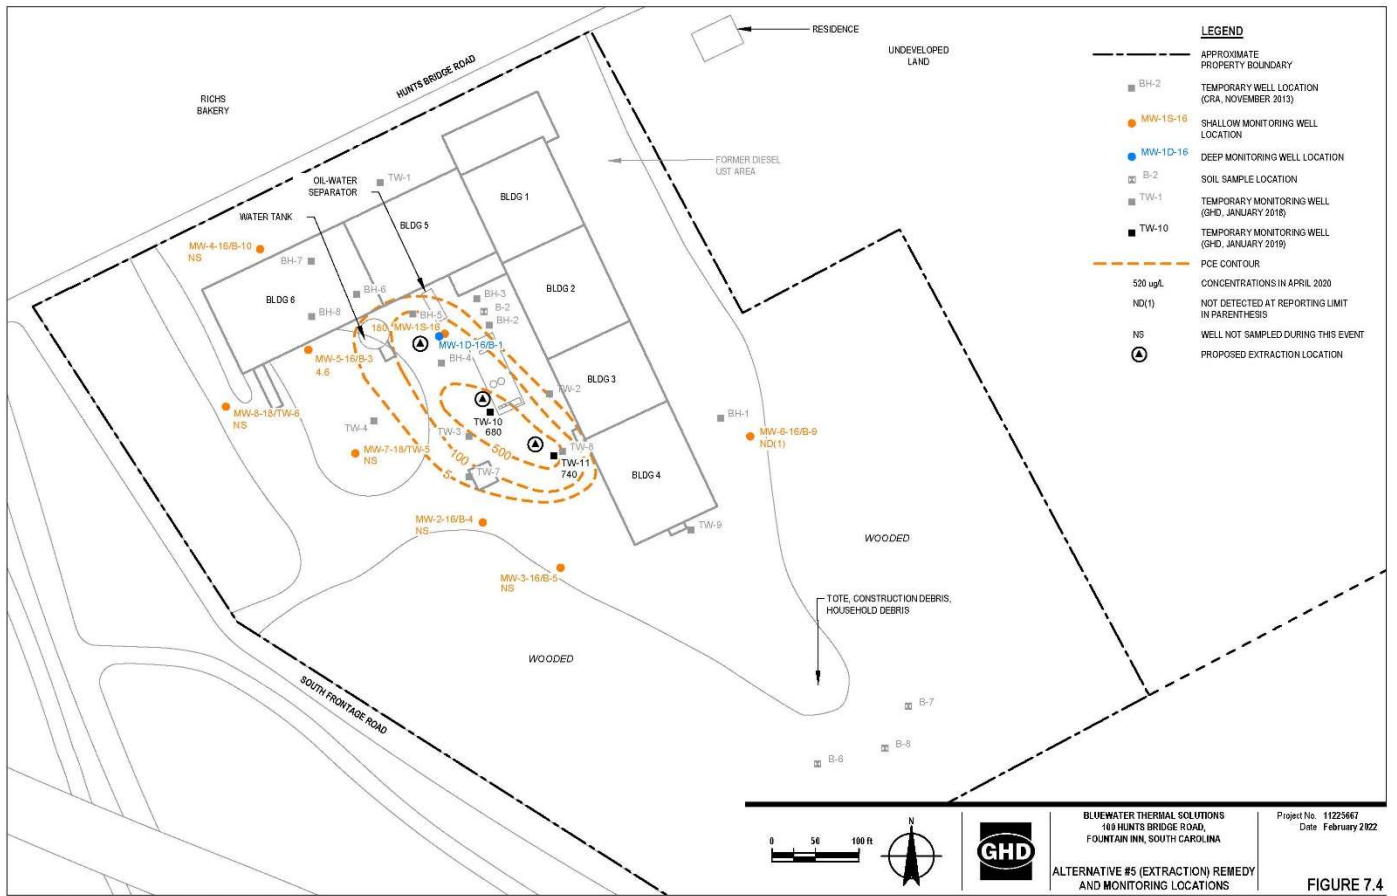 RESIDENCE
UNDEVELOPED
LAND
HUNTS BRIDGE ROAD
RICHS
BAKERY
FORMER DIESEL
UST AREA
OIL-WATER
SEPARATOR
TW-1
BLDG 1
WATER TANK
BLDG 5
MW-4-16/B-10
NS
BH-7
BLDG 6
BH-6
BH-3
B-2
BH-2
BLDG 2
BH-8
BH-5
180
MW-1S-16
MW-1D-16/B-1
MW-5-16/B-3
4.6
BH-4
BLDG 3
TW-2
MW-8-18/TW-6
NS
TW-4
TW-10
680
TW-3
BH-1
MW-6-16/B-9
ND(1)
MW-7-18/TW-5
NS
100
500
5
TW-8
TW-11
740
TW-7
BLDG 4
MW-2-16/B-4
NS
TW-9
WOODED
MW-3-16/B-5
NS
TOTE, CONSTRUCTION DEBRIS,
HOUSEHOLD DEBRIS
WOODED
SOUTH FRONTAGE ROAD
B-7
B-8
B-6
LEGEND
APPROXIMATE
PROPERTY BOUNDARY
BH-2
TEMPORARY WELL LOCATION
(CRA, NOVEMBER 2013)
MW-1S-16
SHALLOW MONITORING WELL
LOCATION
MW-1D-16
DEEP MONITORING WELL LOCATION
B-2
SOIL SAMPLE LOCATION
TW-1
TEMPORARY MONITORING WELL
(GHD, JANUARY 2018)
TW-10
TEMPORARY MONITORING WELL
(GHD, JANUARY 2019)
PCE CONTOUR
520 ug/L
CONCENTRATIONS IN APRIL 2020
ND(1)
NOT DETECTED AT REPORTING LIMIT
IN PARENTHESIS
NS
WELL NOT SAMPLED DURING THIS EVENT
PROPOSED EXTRACTION LOCATION
0 50 100 ft
N
GHD
BLUEWATER THERMAL SOLUTIONS
100 HUNTS BRIDGE ROAD,
FOUNTAIN INN, SOUTH CAROLINA
ALTERNATIVE #5 (EXTRACTION) REMEDY
AND MONITORING LOCATIONS
Project No. 11225667
Date February 2022
FIGURE 7.4